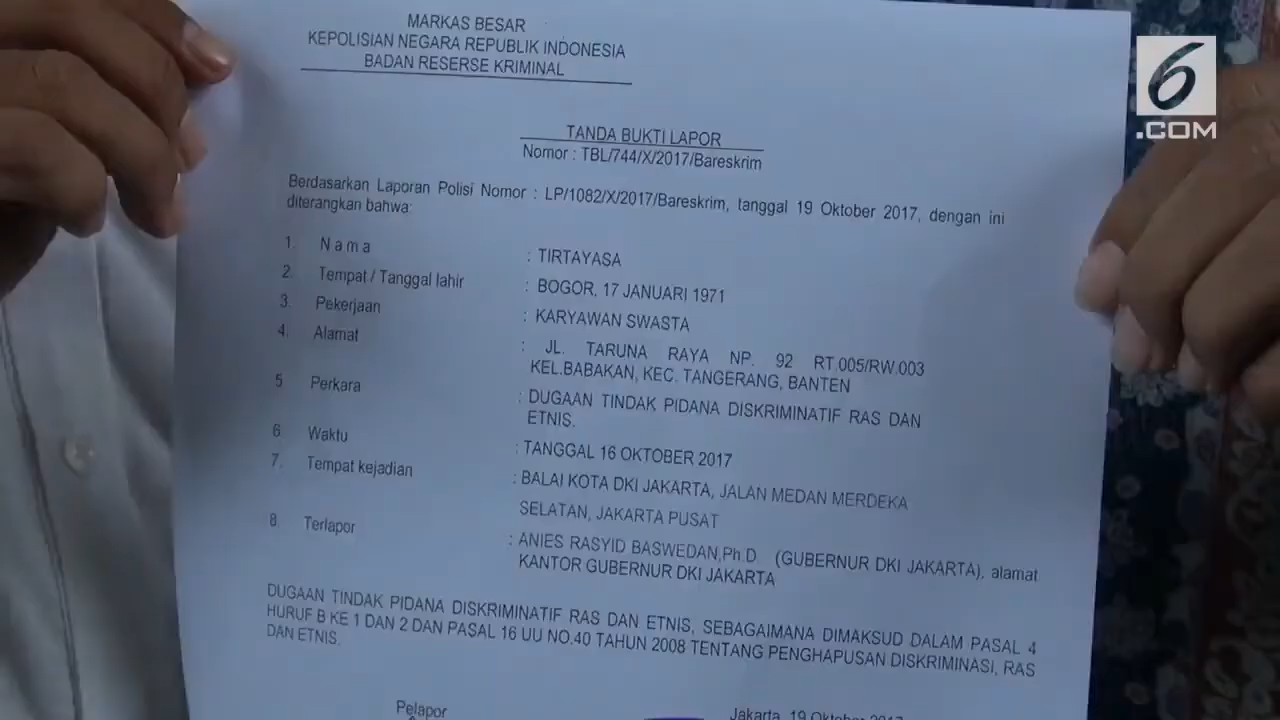 MARKAS BESAR
KEPOLISIAN NEGARA REPUBLIK INDONESIA
BADAN RESERSE KRIMINAL
6
.COM
TANDA BUKTI LAPOR
Nomor : TBL/744/X/2017/Bareskrim
Berdasarkan Laporan Polisi Nomor : LP/1082/X/2017/Bareskrim, tanggal 19 Oktober 2017, dengan ini
diterangkan bahwa:
1. N a m a : TIRTAYASA
2. Tempat / Tanggal lahir : BOGOR, 17 JANUARI 1971
3. Pekerjaan : KARYAWAN SWASTA
4. Alamat : JL. TARUNA RAYA NP. 92 RT.005/RW.003
KEL.BABAKAN, KEC. TANGERANG, BANTEN
5 Perkara : DUGAAN TINDAK PIDANA DISKRIMINATIF RAS DAN
ETNIS.
6 Waktu : TANGGAL 16 OKTOBER 2017
7. Tempat kejadian : BALAI KOTA DKI JAKARTA, JALAN MEDAN MERDEKA
SELATAN, JAKARTA PUSAT
8. Terlapor : ANIES RASYID BASWEDAN,Ph.D (GUBERNUR DKI JAKARTA), alamat
KANTOR GUBERNUR DKI JAKARTA
DUGAAN TINDAK PIDANA DISKRIMINATIF RAS DAN ETNIS, SEBAGAIMANA DIMAKSUD DALAM PASAL 4
HURUF B KE 1 DAN 2 DAN PASAL 16 UU NO.40 TAHUN 2008 TENTANG PENGHAPUSAN DISKRIMINASI, RAS
DAN ETNIS.
Pelapor
Jakarta, 19 Oktober 2017